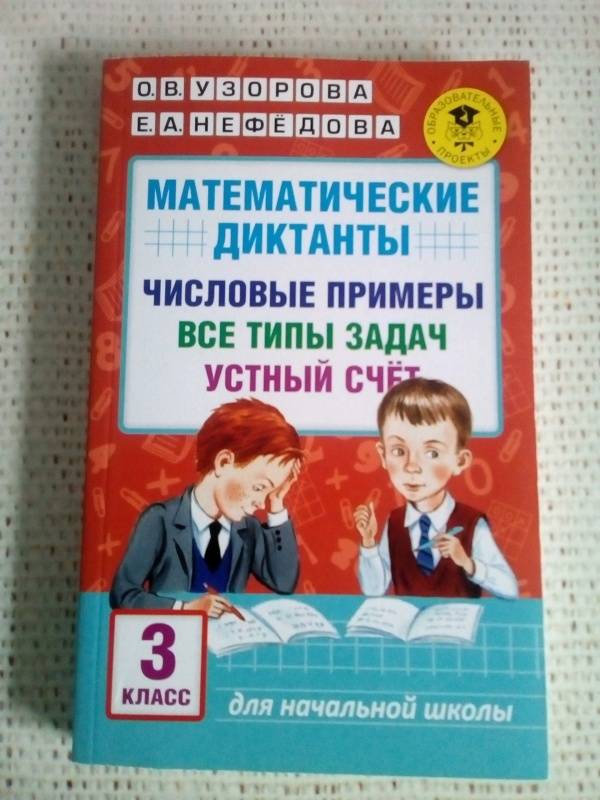 О.В.УЗОРОВА
Е.А.НЕФЁДОВА
ОБРАЗОВАТЕЛЬНЫЕ
ПРОЕКТЫ
МАТЕМАТИЧЕСКИЕ
ДИКТАНТЫ
ЧИСЛОВЫЕ ПРИМЕРЫ
ВСЕ ТИПЫ ЗАДАЧ
УСТНЫЙ СЧЁТ
3
КЛАСС
для начальной школы